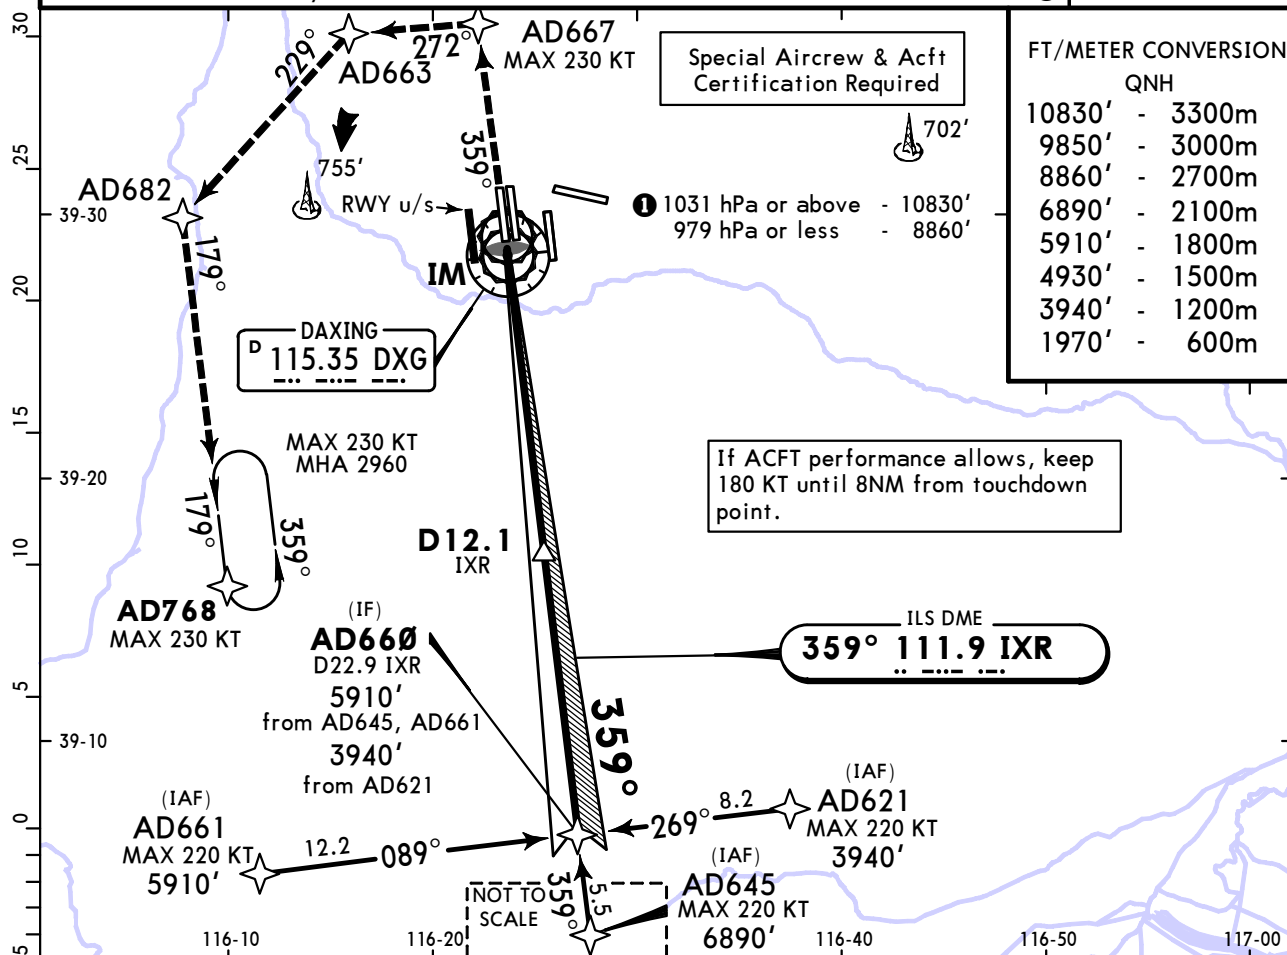 30
25
20
15
10
5
0
5
39-30
39-20
39-10
116-10
116-20
116-40
116-50
117-00
229°
272°
AD667
MAX 230 KT
AD663
Special Aircrew & Acft
Certification Required
FT/METER CONVERSION
QNH
10830' - 3300m
9850' - 3000m
8860' - 2700m
6890' - 2100m
5910' - 1800m
4930' - 1500m
3940' - 1200m
1970' - 600m
702'
359°
755'
AD682
RWY u/s
1 1031 hPa or above - 10830'
979 hPa or less - 8860'
179°
IM
DAXING
D 115.35 DXG
MAX 230 KT
MHA 2960
If ACFT performance allows, keep
180 KT until 8NM from touchdown
point.
179°
359°
D12.1
IXR
AD768
MAX 230 KT
(IF)
AD660
D22.9 IXR
5910'
from AD645, AD661
3940'
from AD621
ILS DME
359° 111.9 IXR
359°
(IAF)
AD661
MAX 220 KT
5910'
12.2
089°
269°
8.2
(IAF)
AD621
MAX 220 KT
3940'
NOT TO
SCALE
359°
5.5
(IAF)
AD645
MAX 220 KT
6890'